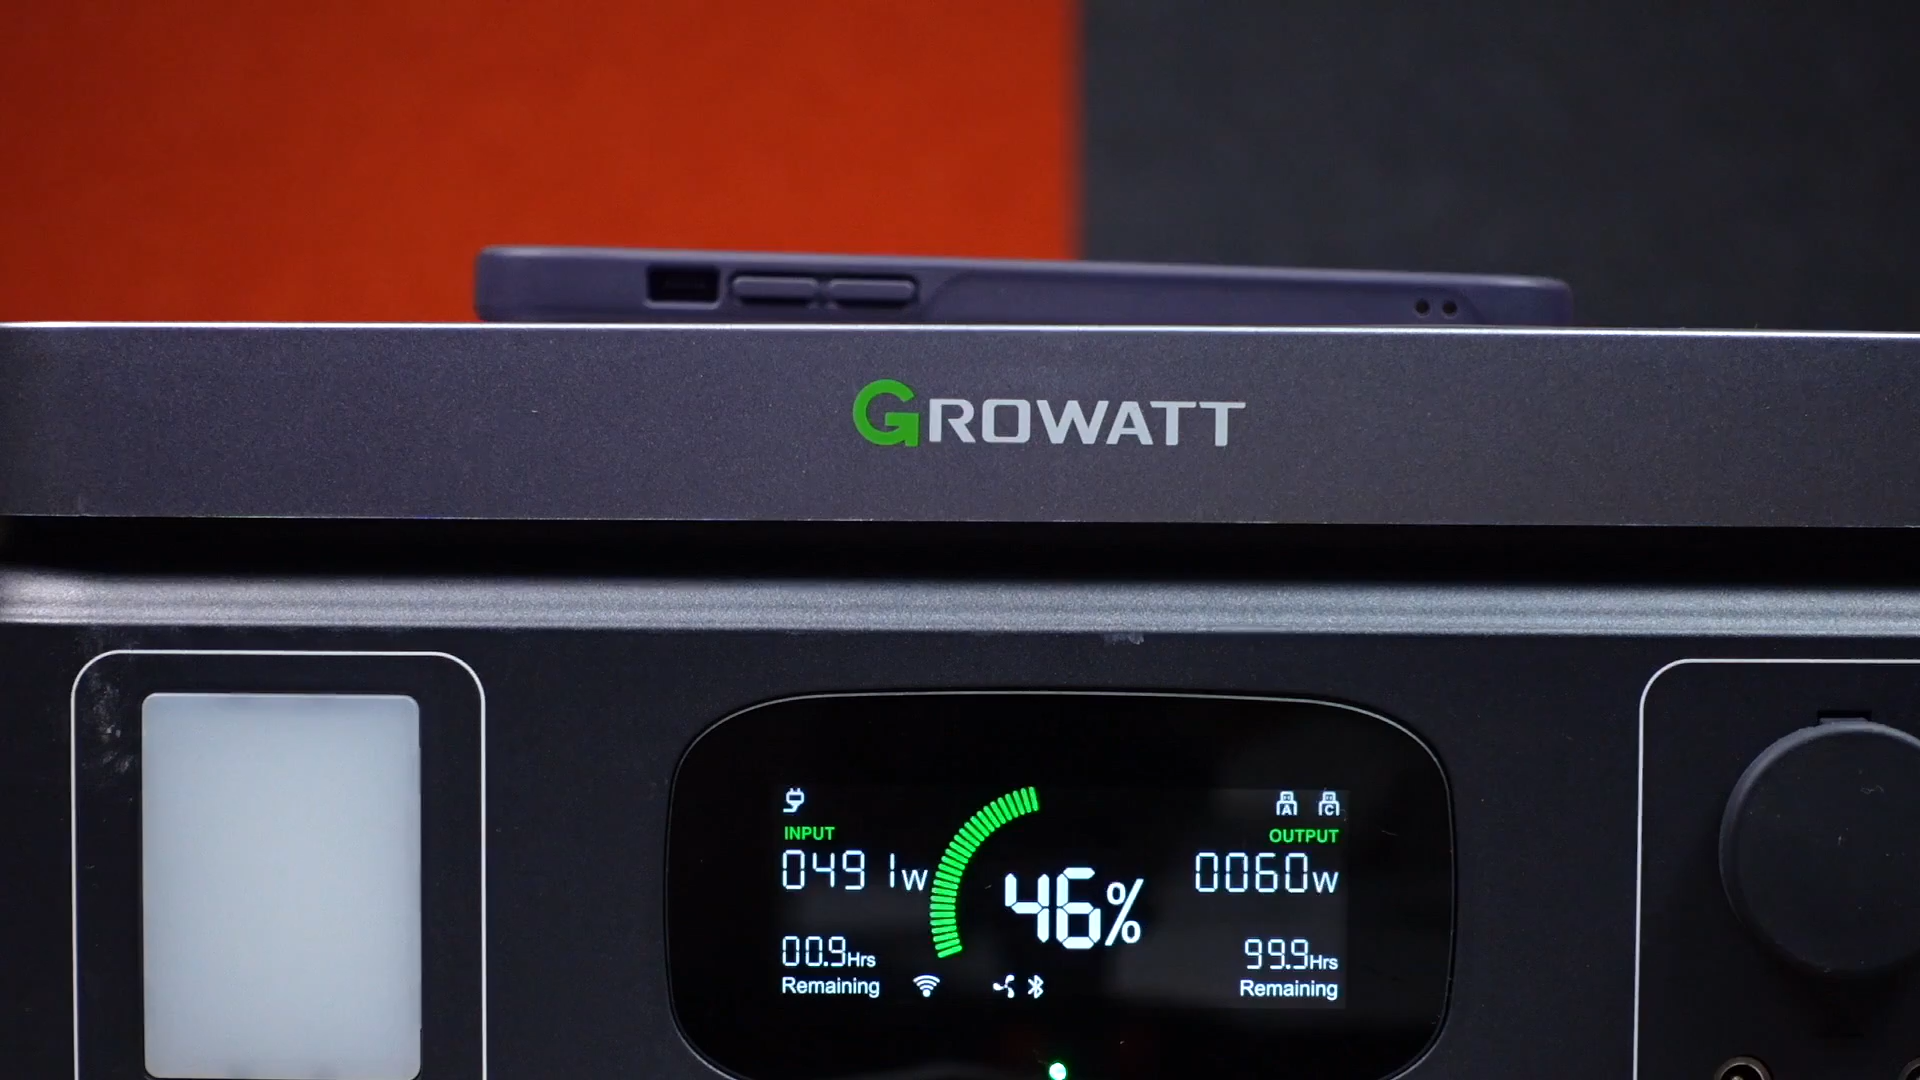 GROWATT
A C
INPUT OUTPUT
0491W 46% 0060W
00.9Hrs 99.9Hrs
Remaining Remaining